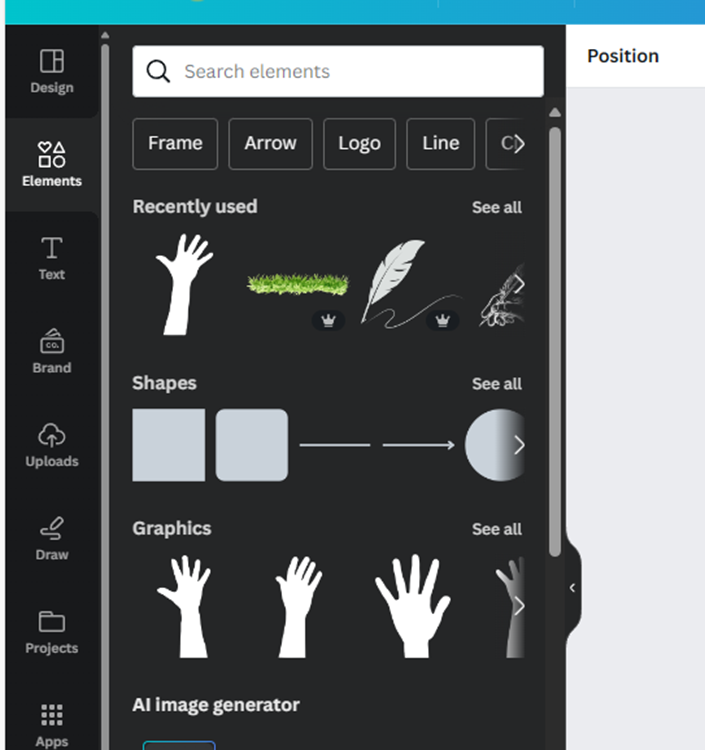 Position
Design
Elements
Text
CO.
Brand
Uploads
Draw
Projects
Apps
Search elements
Frame
Arrow
Logo
Line
Recently used
See all
Shapes
See all
Graphics
See all
AI image generator